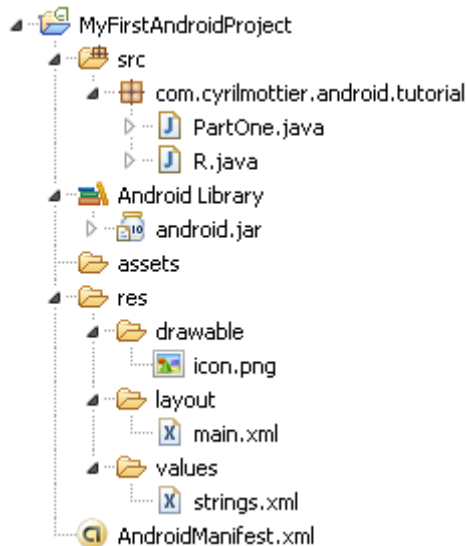 MyFirstAndroidProject
src
com.cyrilmottier.android.tutorial
PartOne.java
R.java
Android Library
android.jar
assets
res
drawable
icon.png
layout
main.xml
values
strings.xml
AndroidManifest.xml